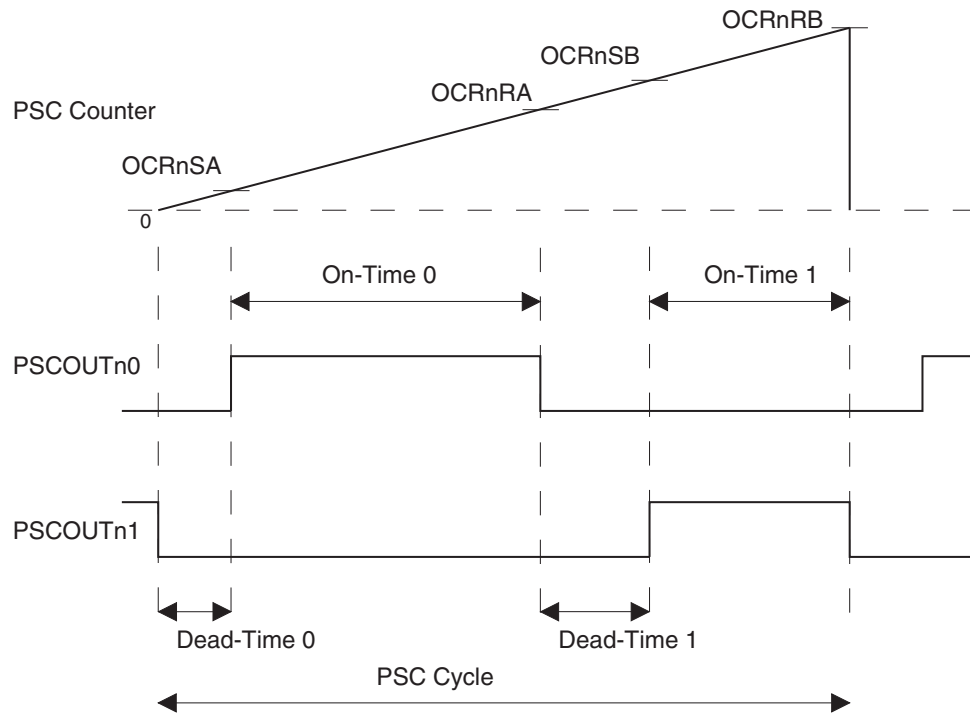 OCRnRB
OCRnSB
OCRnRA
PSC Counter
OCRnSA
0
On-Time 0
On-Time 1
PSCOUTn0
PSCOUTn1
Dead-Time 0
Dead-Time 1
PSC Cycle